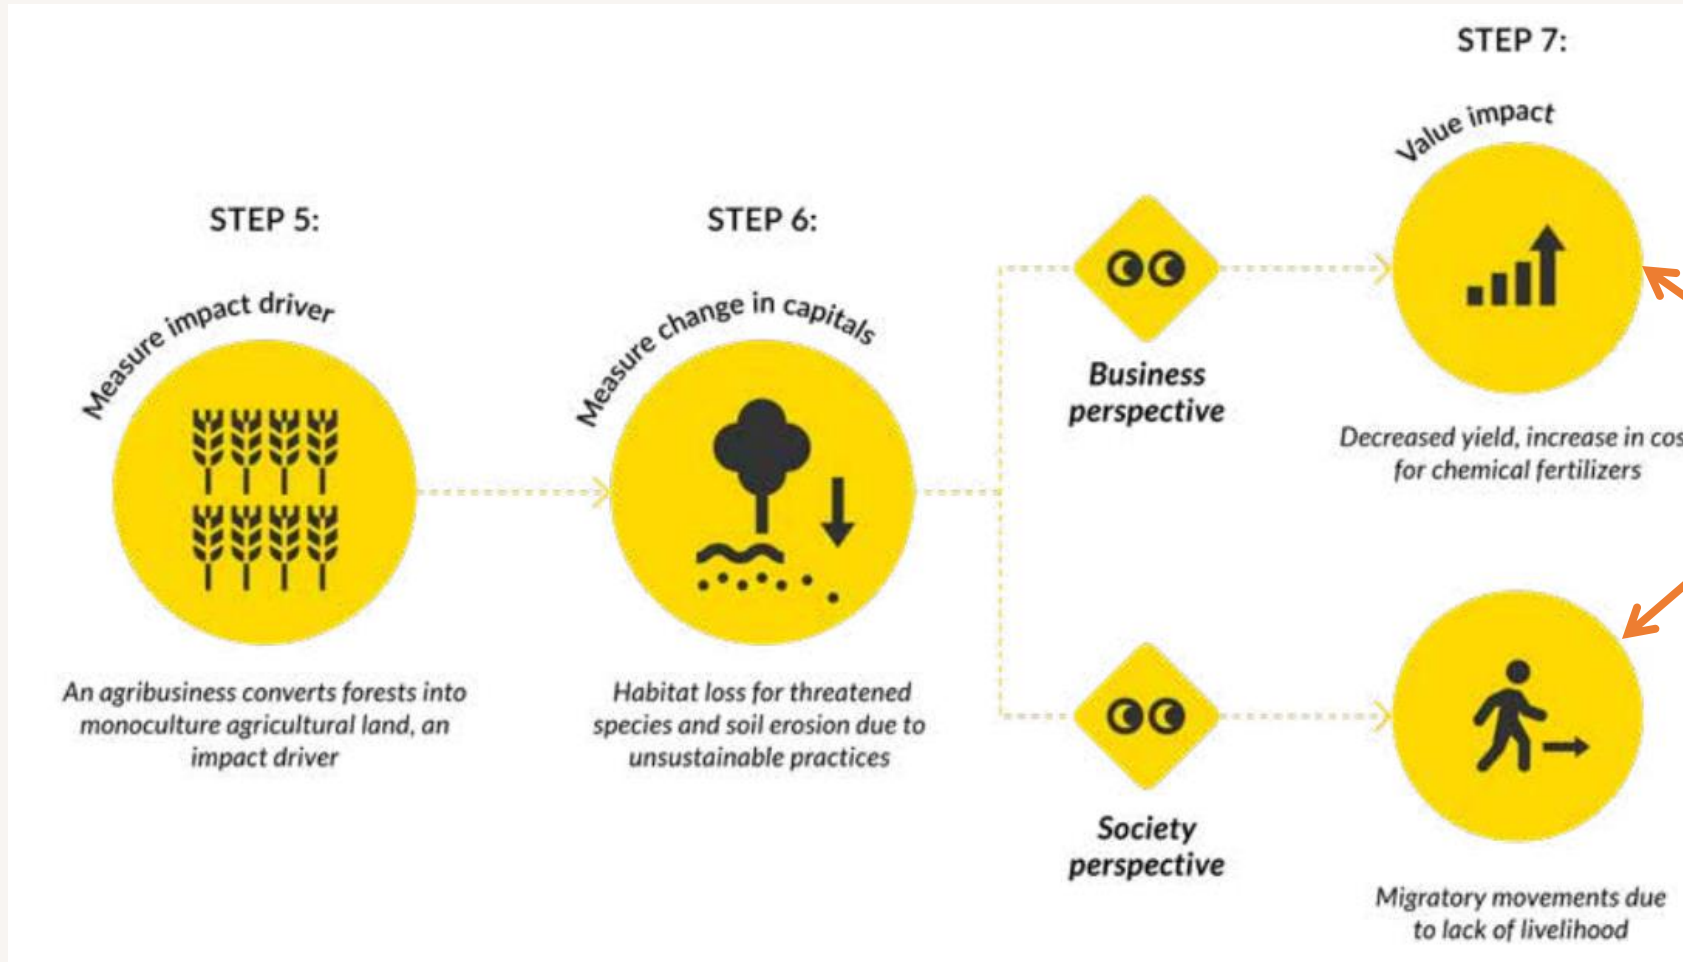 STEP 5:
Measure impact driver
An agribusiness converts forests into
monoculture agricultural land, an
impact driver
STEP 6:
Measure change in capitals
Habitat loss for threatened
species and soil erosion due to
unsustainable practices
Business
perspective
Society
perspective
STEP 7:
Value impact
Decreased yield, increase in
for chemical fertilizers
Migratory movements due
to lack of livelihood